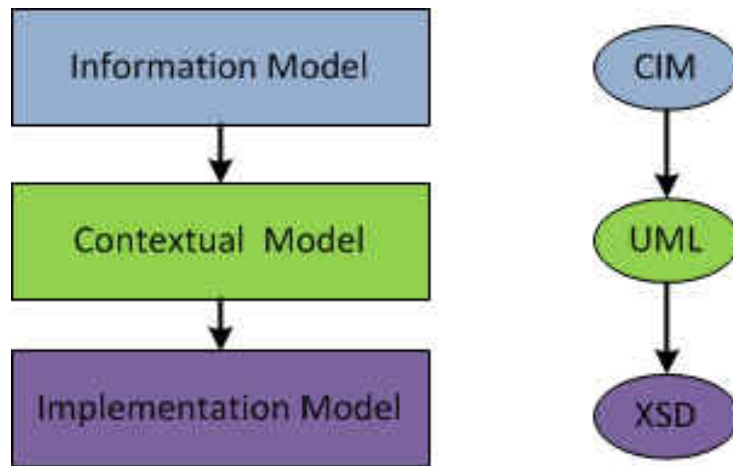 Information Model
CIM
Contextual Model
UML
Implementation Model
XSD